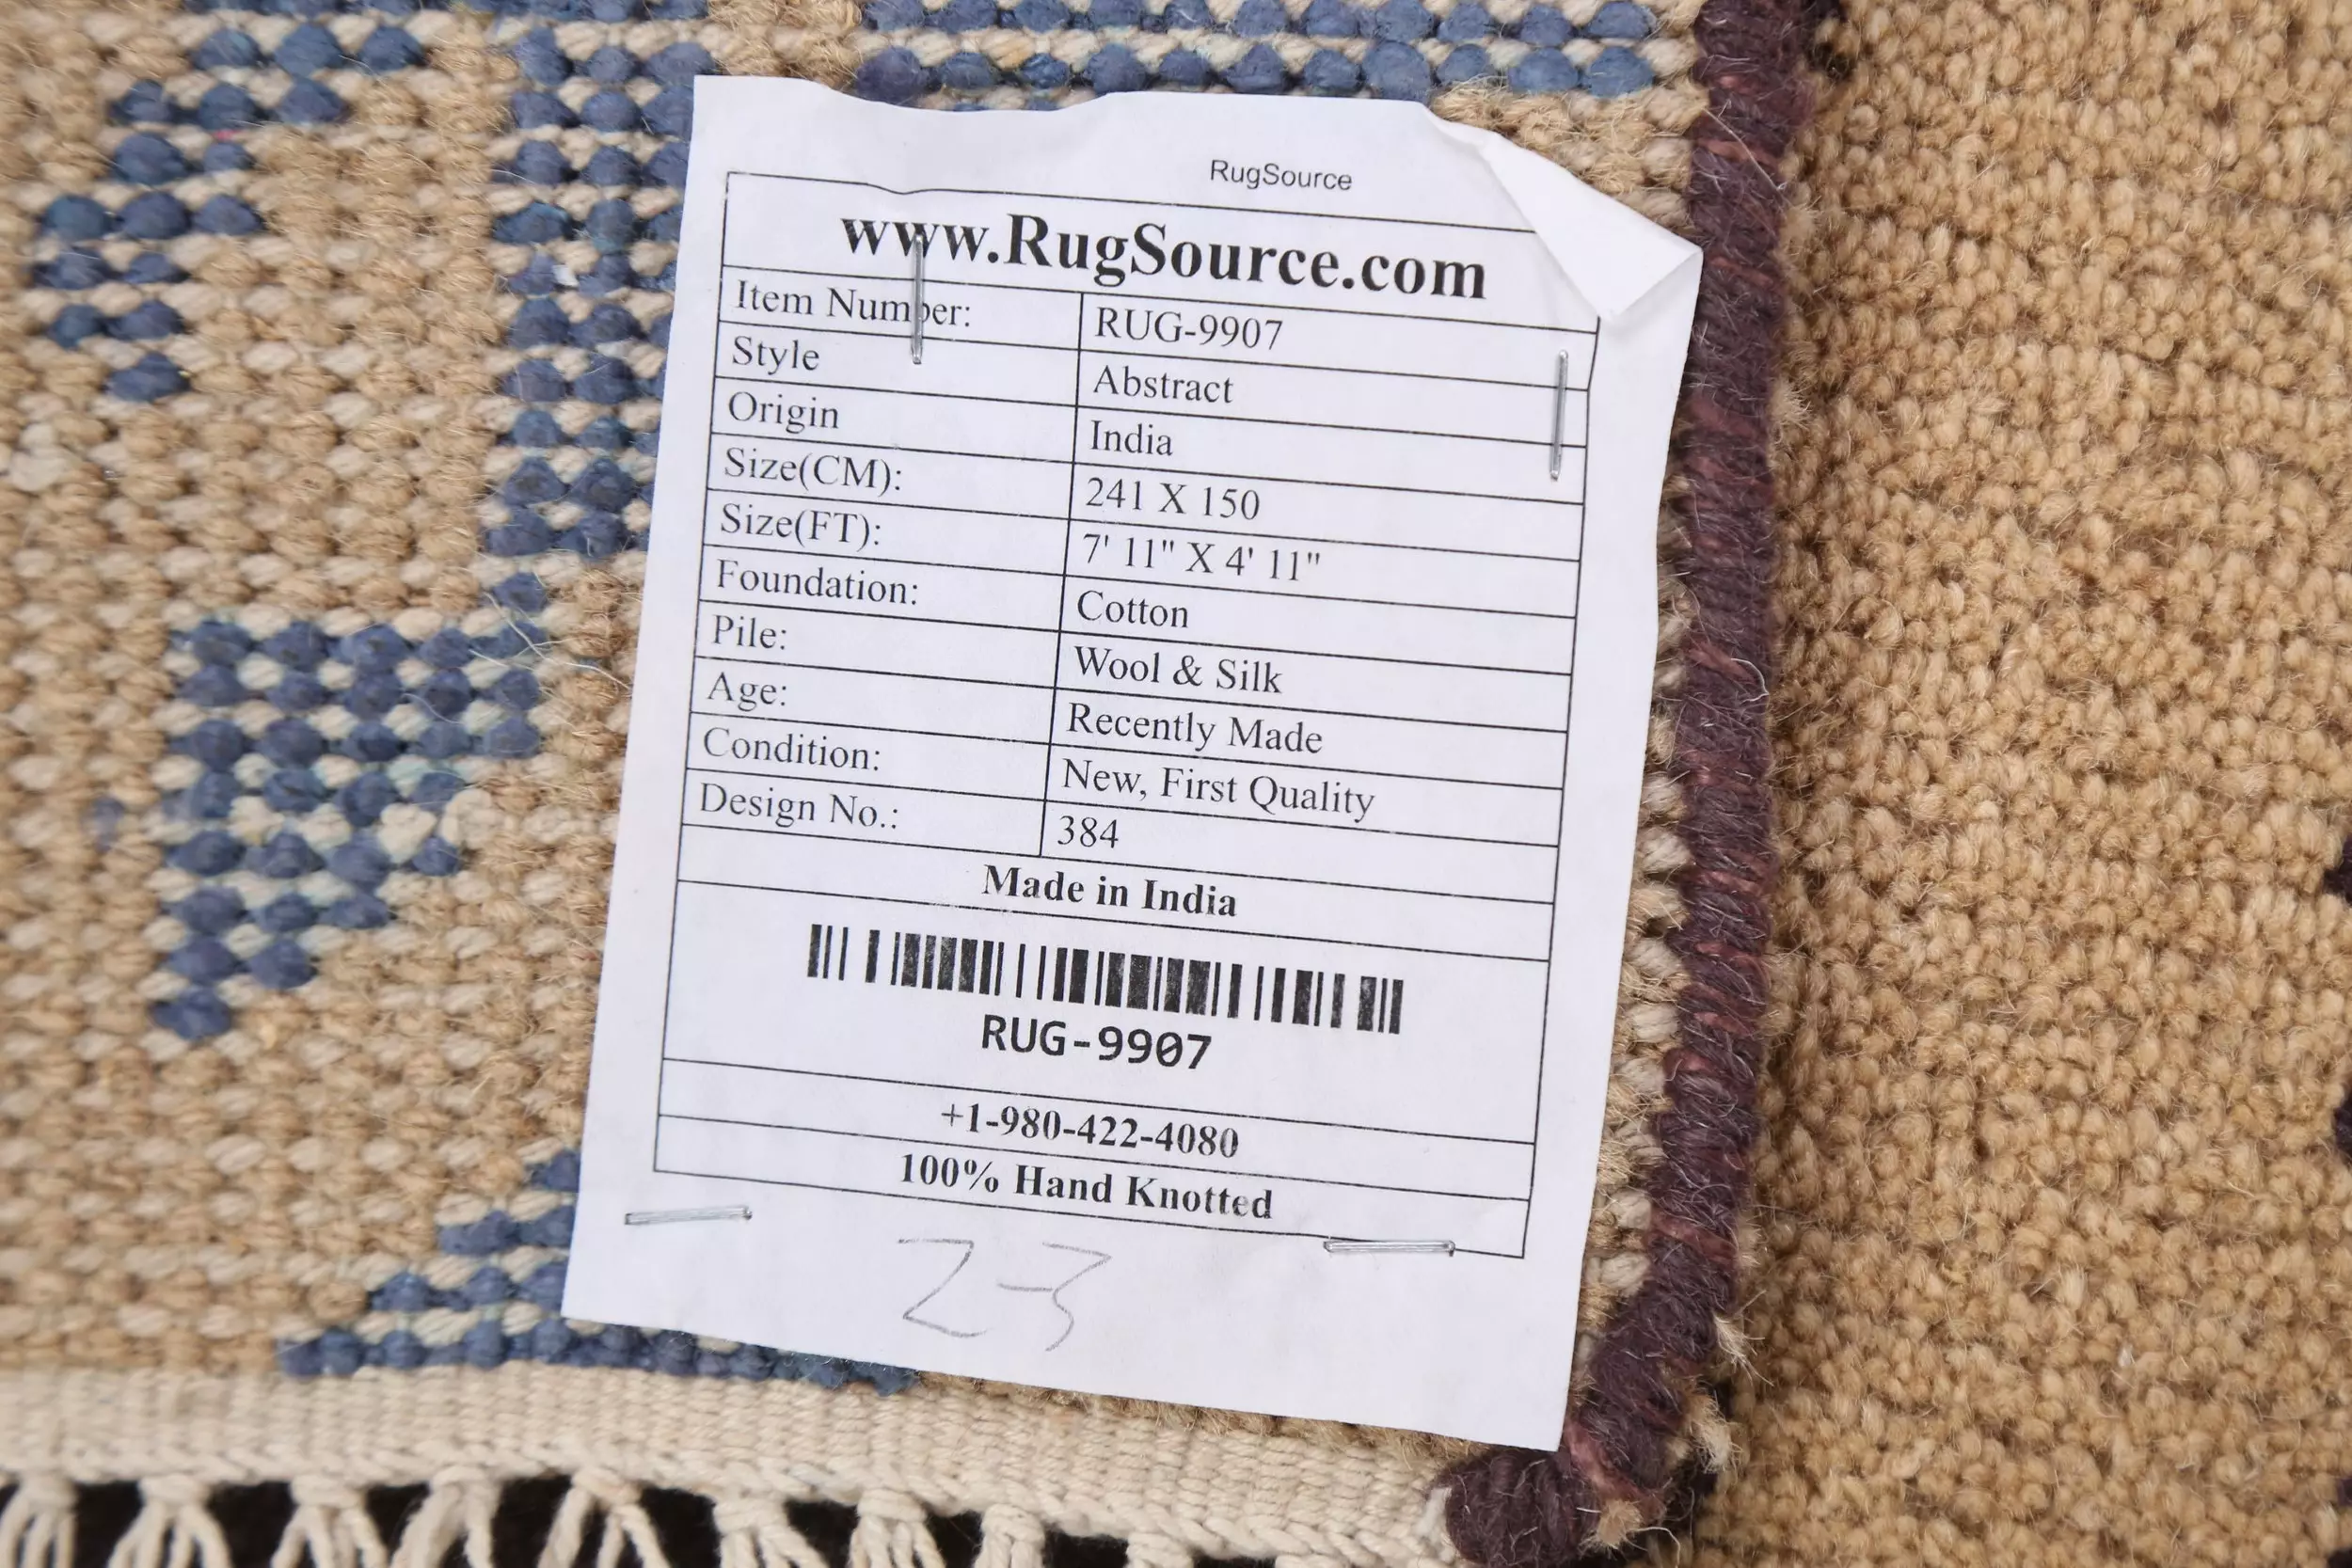 RugSource
www.RugSource.com
Item Number: RUG-9907
Style Abstract
Origin India
Size(CM): 241 X 150
Size(FT): 7' 11" X 4' 11"
Foundation: Cotton
Pile: Wool & Silk
Age: Recently Made
Condition: New, First Quality
Design No.: 384
Made in India
RUG-9907
+1-980-422-4080
100% Hand Knotted
23